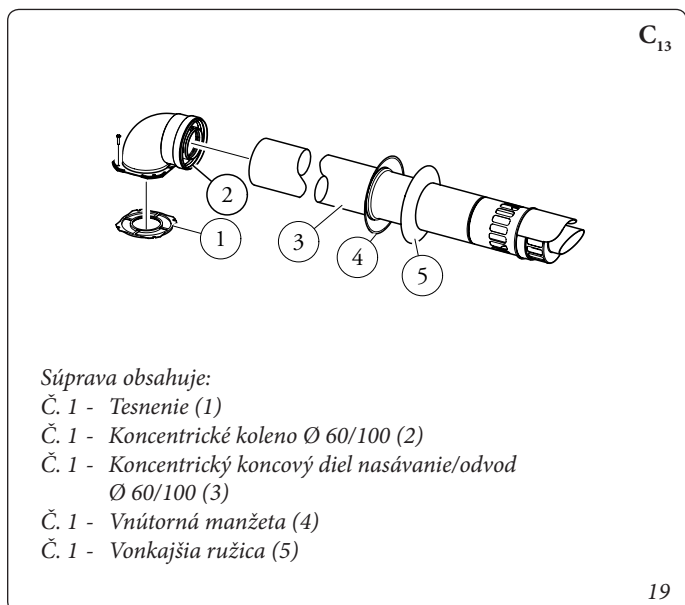 C₁₃
2
1
3
4
5
Súprava obsahuje:
Č. 1 - Tesnenie (1)
Č. 1 - Koncentrické koleno Ø 60/100 (2)
Č. 1 - Koncentrický koncový diel nasávanie/odvod
Ø 60/100 (3)
Č. 1 - Vnútorná manžeta (4)
Č. 1 - Vonkajšia ružica (5)
19